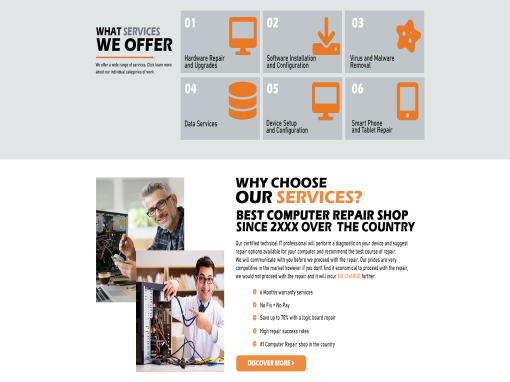 WHAT SERVICES
WE OFFER
We offer a wide range of services. Click learn more
about our individual categories of work.
01
Hardware Repair
and Upgrades
02
Software Installation
and Configuration
03
Virus and Malware
Removal
04
Data Services
05
Device Setup
and Configuration
06
Smart Phone
and Tablet Repair
WHY CHOOSE
OUR SERVICES?
BEST COMPUTER REPAIR SHOP
SINCE 2XXX OVER THE COUNTRY
Our certified technical IT professional will perform a diagnostic on your device and suggest
repair options available for your computer and recommend the best course of repair.
We will communicate with you before we proceed with the repair. Our prices are very
competitive in the market however if you don't find it economical to proceed with the repair,
we would not proceed with the repair and it will incur NO CHARGE further.
6 Months warranty services
No Fix = No Pay
Save up to 70% with a logic board repair
High repair success rates
#1 Computer Repair shop in the country
DISCOVER MORE >